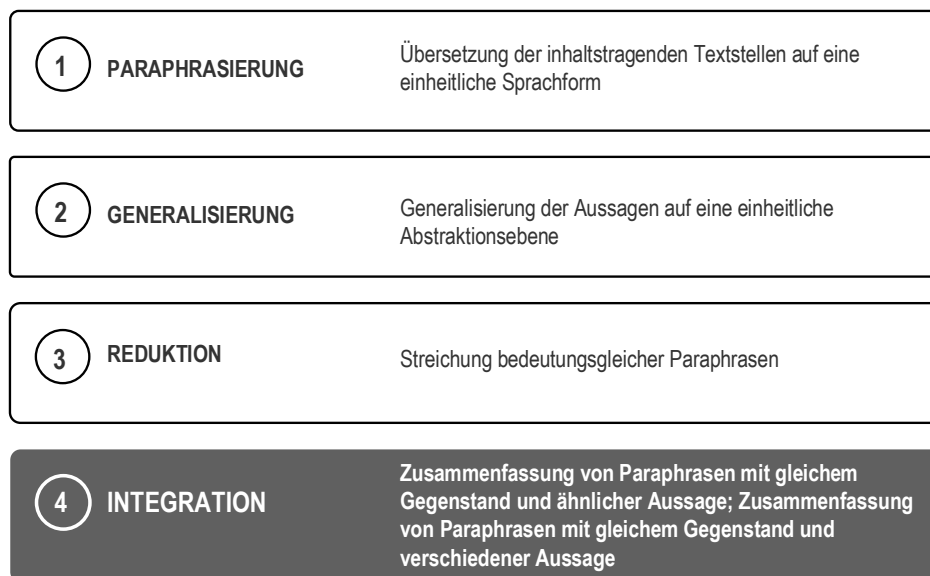 1 PARAPHRASIERUNG
Übersetzung der inhaltstragenden Textstellen auf eine
einheitliche Sprachform
2 GENERALISIERUNG
Generalisierung der Aussagen auf eine einheitliche
Abstraktionsebene
3 REDUKTION
Streichung bedeutungsgleicher Paraphrasen
4 INTEGRATION
Zusammenfassung von Paraphrasen mit gleichem
Gegenstand und ähnlicher Aussage; Zusammenfassung
von Paraphrasen mit gleichem Gegenstand und
verschiedener Aussage